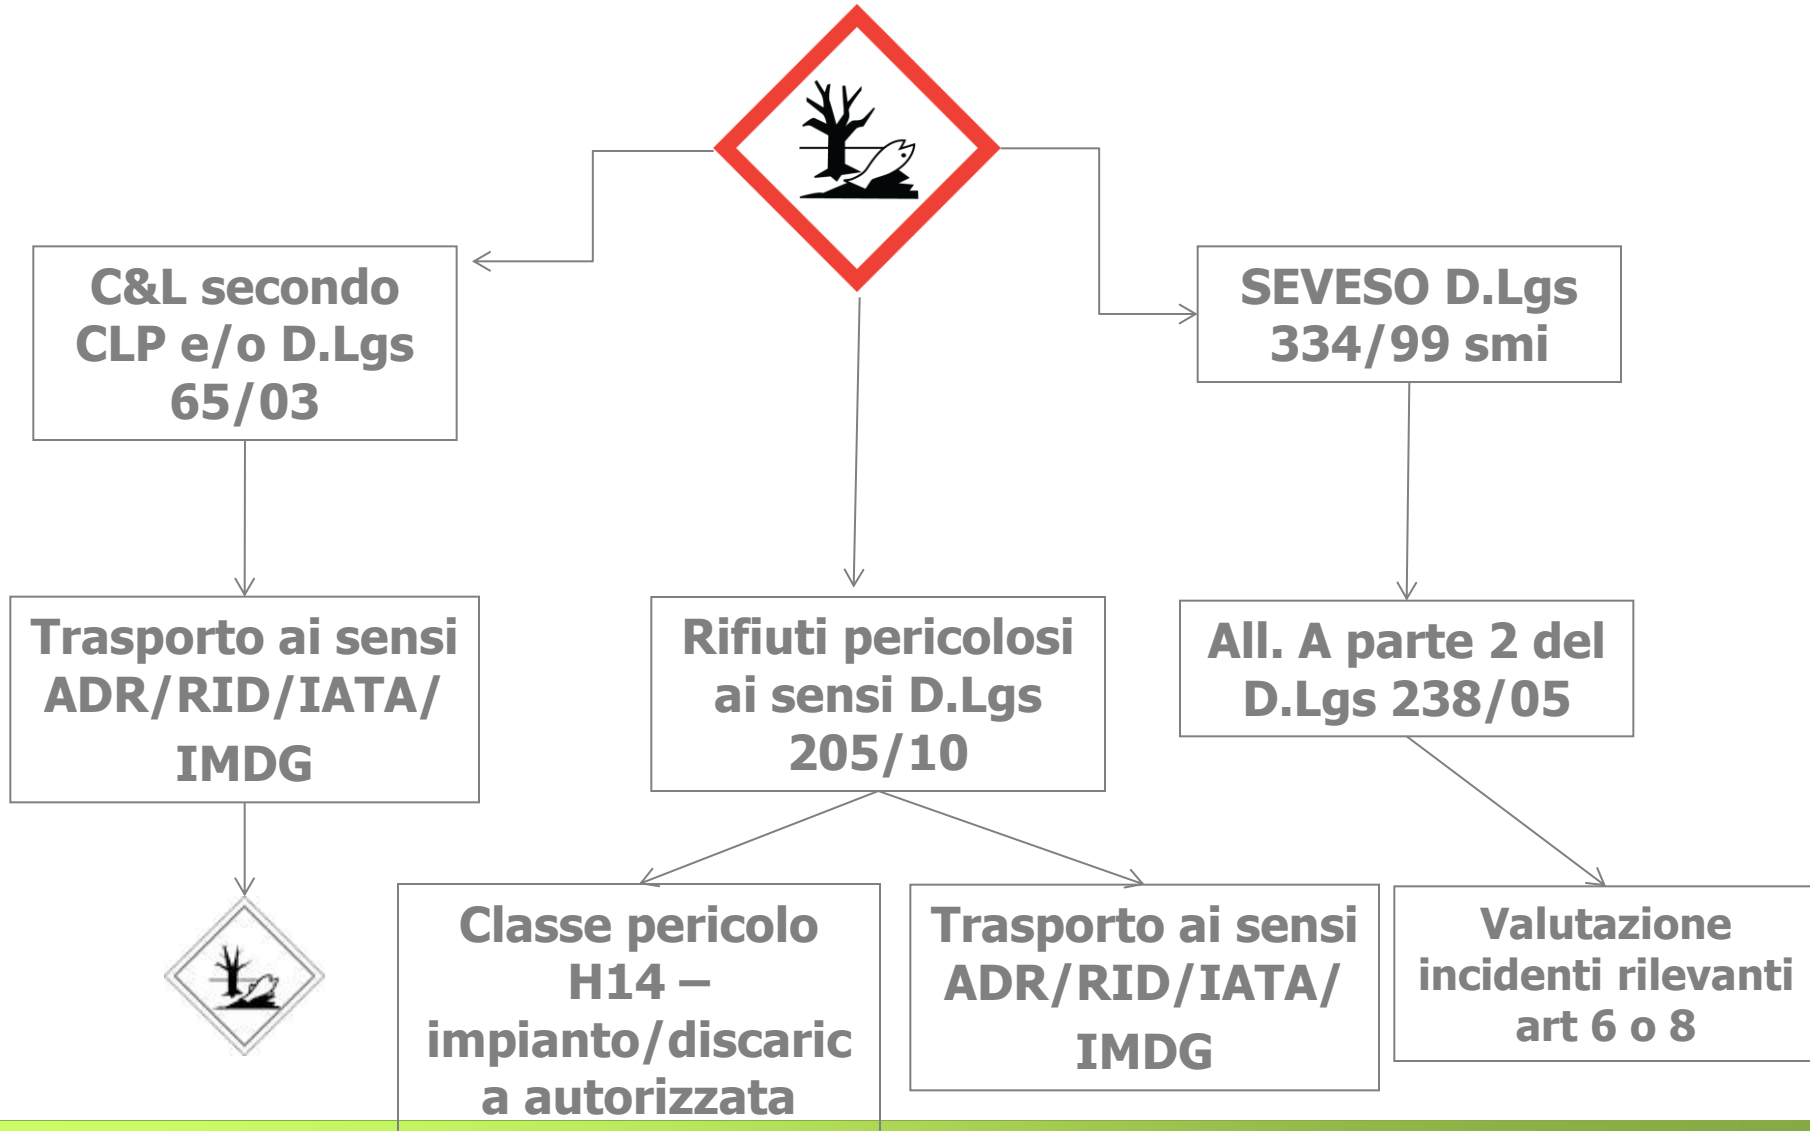 C&L secondo
CLP e/o D.Lgs
65/03
SEVESO D.Lgs
334/99 smi
Trasporto ai sensi
ADR/RID/IATA/
IMDG
Rifiuti pericolosi
ai sensi D.Lgs
205/10
All. A parte 2 del
D.Lgs 238/05
Classe pericolo
H14 –
impianto/discaric
a autorizzata
Trasporto ai sensi
ADR/RID/IATA/
IMDG
Valutazione
incidenti rilevanti
art 6 o 8